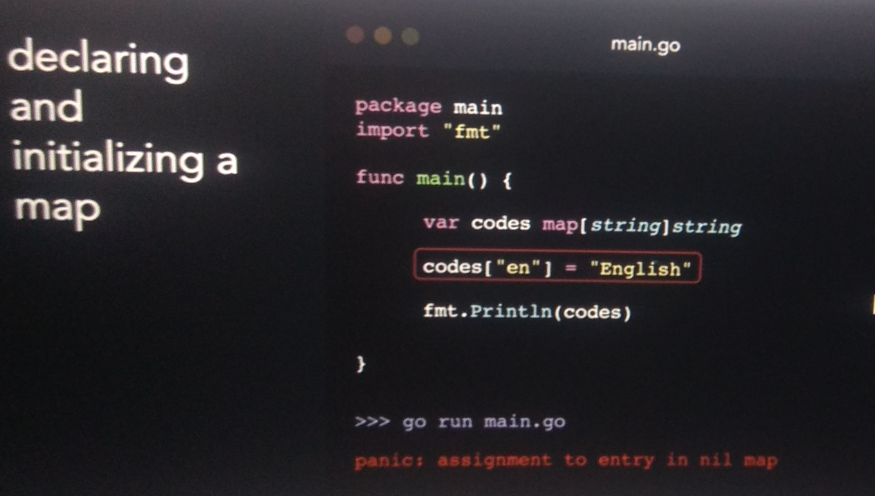 declaring
and
initializing a
map
main.go
package main
import "fmt"
func main() {
var codes map[string]string
codes["en"] = "English"
fmt.Println(codes)
}
>>> go run main.go
panic: assignment to entry in nil map